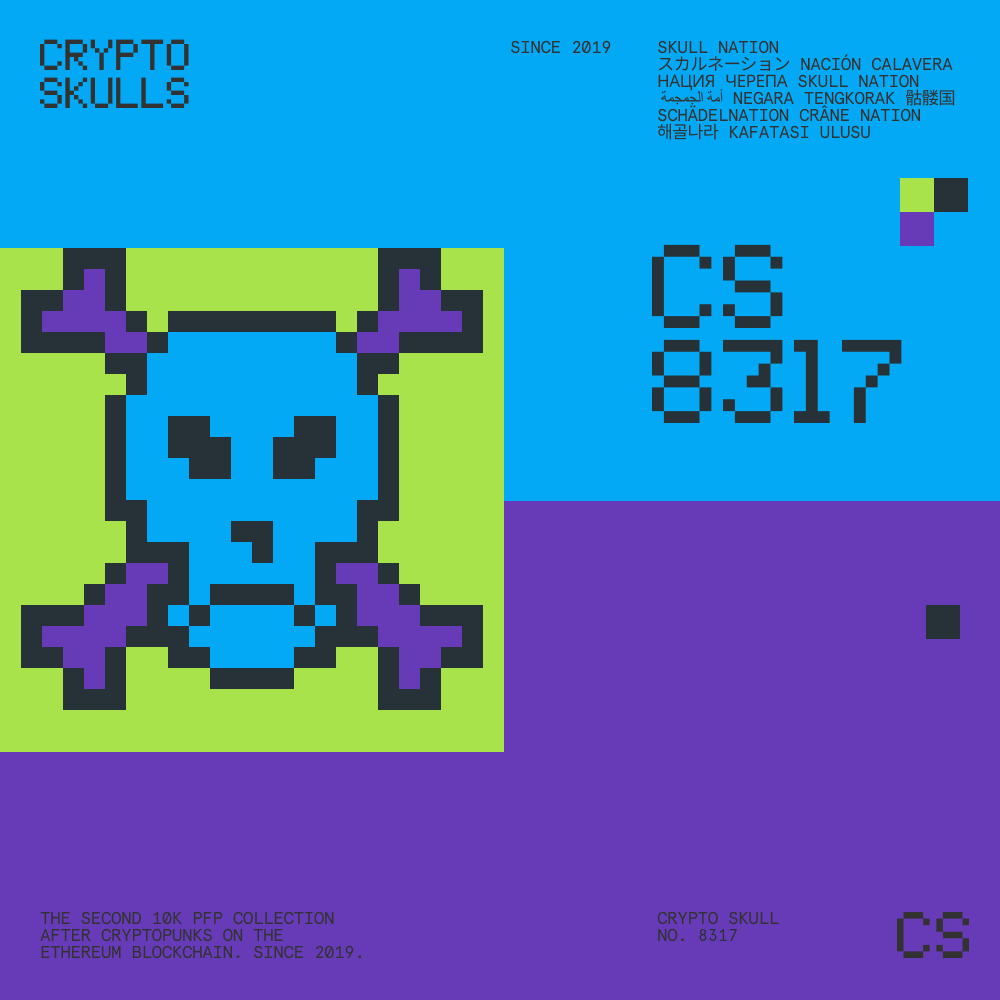 CRYPTO
SKULLS
SINCE 2019
SKULL NATION
スカルネーション NACIÓN CALAVERA
НАЦИЯ ЧЕРЕПА SKULL NATION
أمة الجمجمة NEGARA TENGKORAK 骷髅国
SCHÄDELNATION CRÂNE NATION
해골나라 KAFATASI ULUSU
CS
8317
THE SECOND 10K PFP COLLECTION
AFTER CRYPTOPUNKS ON THE
ETHEREUM BLOCKCHAIN. SINCE 2019.
CRYPTO SKULL
NO. 8317
CS